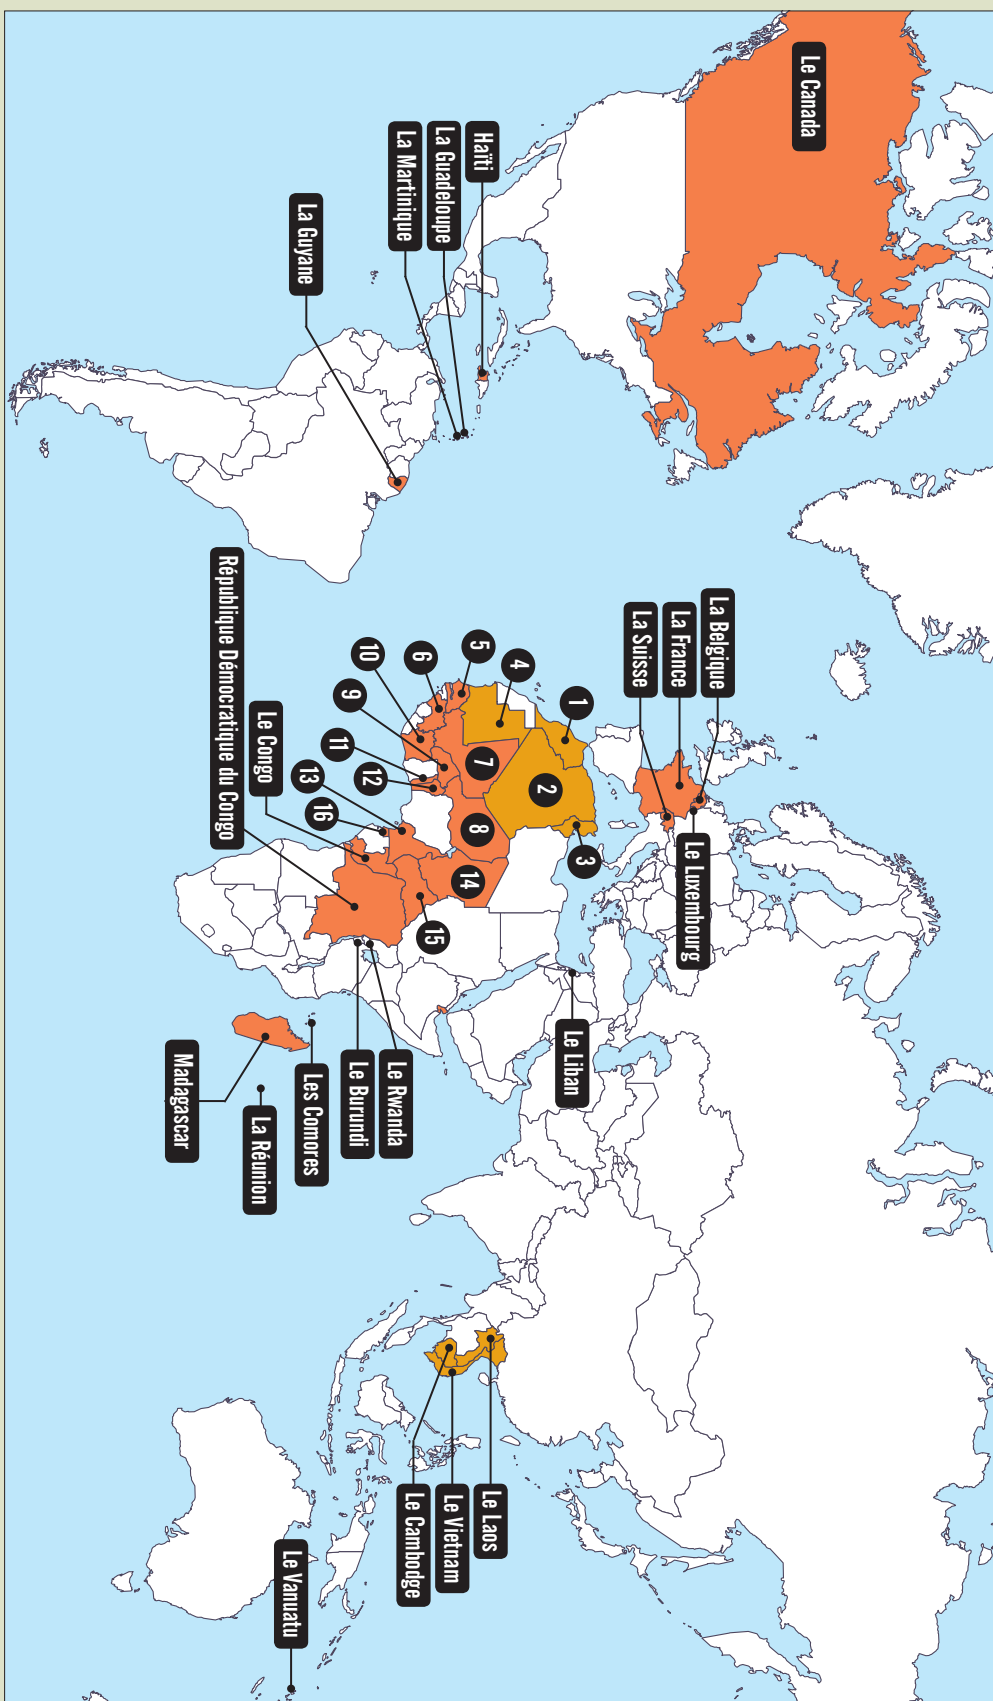 Le Canada
Haïti
La Guadeloupe
La Martinique
La Guyane
La Belgique
La France
La Suisse
Le Luxembourg
1
2
3
4
5
6
7
8
9
10
11
12
13
14
15
16
Le Congo
République Démocratique du Congo
Le Liban
Le Rwanda
Le Burundi
Les Comores
La Réunion
Madagascar
Le Laos
Le Vietnam
Le Cambodge
Le Vanuatu